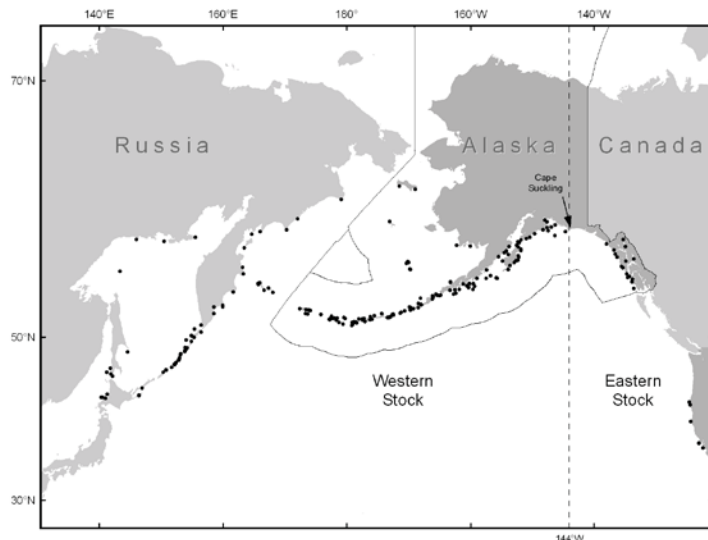 140°E 160°E 180° 160°W 140°W
70°N
Russia Alaska Canada
Cape
Suckling
50°N
Western
Stock
Eastern
Stock
30°N
144°W